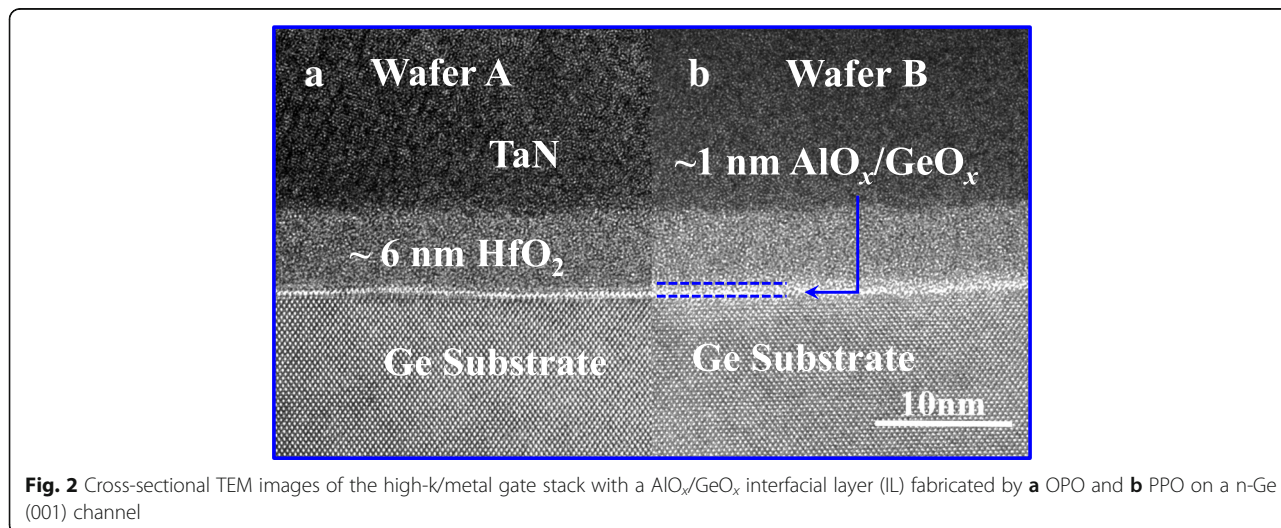 a Wafer A
b Wafer B
TaN
~1 nm AlOₓ/GeOₓ
~ 6 nm HfO₂
Ge Substrate
Ge Substrate
10nm
Fig. 2 Cross-sectional TEM images of the high-k/metal gate stack with a AlOₓ/GeOₓ interfacial layer (IL) fabricated by a OPO and b PPO on a n-Ge
(001) channel